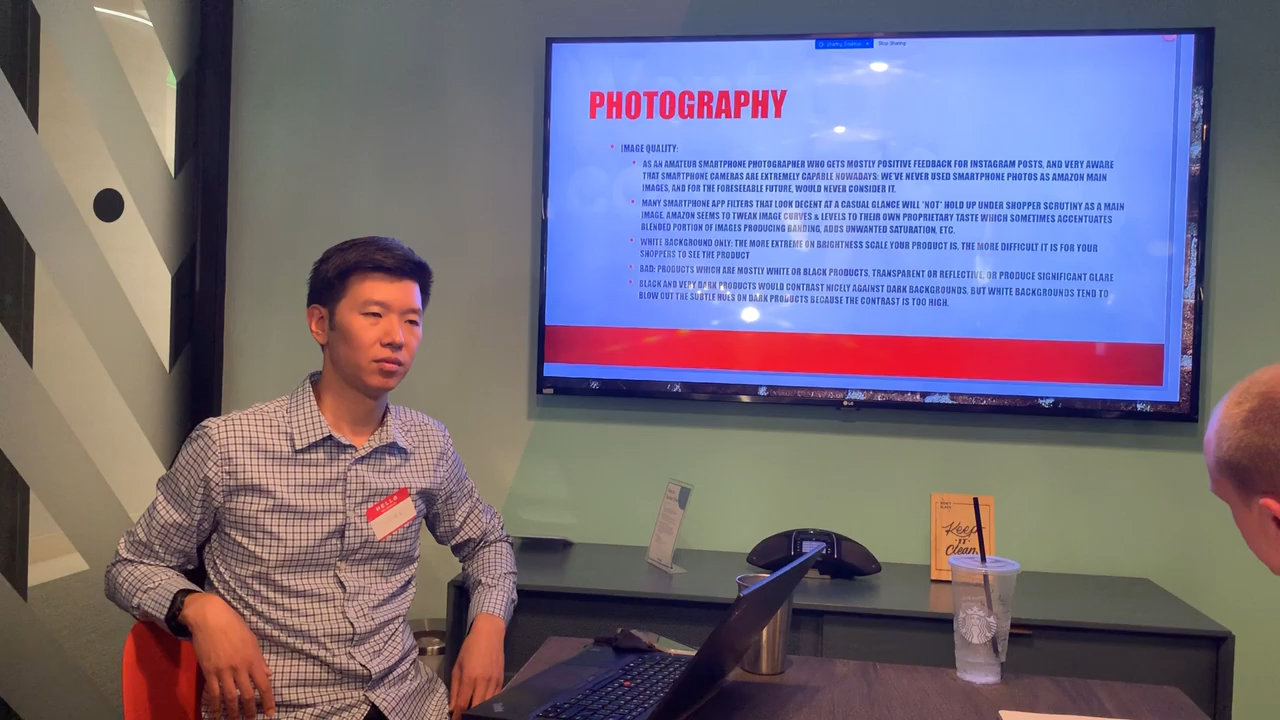 Stop Sharing
PHOTOGRAPHY
IMAGE QUALITY:
AS AN AMATEUR SMARTPHONE PHOTOGRAPHER WHO GETS MOSTLY POSITIVE FEEDBACK FOR INSTAGRAM POSTS, AND VERY AWARE
THAT SMARTPHONE CAMERAS ARE EXTREMELY CAPABLE NOWADAYS: WE'VE NEVER USED SMARTPHONE PHOTOS AS AMAZON MAIN
IMAGES, AND FOR THE FORESEEABLE FUTURE, WOULD NEVER CONSIDER IT.
MANY SMARTPHONE APP FILTERS THAT LOOK DECENT AT A CASUAL GLANCE WILL 'NOT' HOLD UP UNDER SHOPPER SCRUTINY AS A MAIN
IMAGE. AMAZON SEEMS TO TWEAK IMAGE CURVES & LEVELS TO THEIR OWN PROPRIETARY TASTE WHICH SOMETIMES ACCENTUATES
BLENDED PORTION OF IMAGES PRODUCING BANDING, ADDS UNWANTED SATURATION, ETC.
WHITE BACKGROUND ONLY: THE MORE EXTREME ON BRIGHTNESS SCALE YOUR PRODUCT IS, THE MORE DIFFICULT IT IS FOR YOUR
SHOPPERS TO SEE THE PRODUCT
BAD: PRODUCTS WHICH ARE MOSTLY WHITE OR BLACK PRODUCTS, TRANSPARENT OR REFLECTIVE, OR PRODUCE SIGNIFICANT GLARE
BLACK AND VERY DARK PRODUCTS WOULD CONTRAST NICELY AGAINST DARK BACKGROUNDS, BUT WHITE BACKGROUNDS TEND TO
BLOW OUT THE SUBTLE HUES ON DARK PRODUCTS BECAUSE THE CONTRAST IS TOO HIGH.
LG
HELLO
Keep
IT
Clean